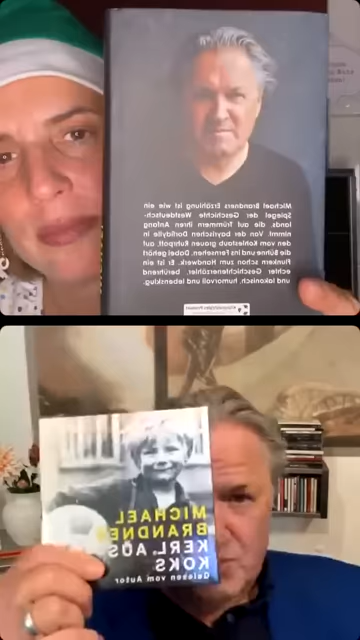 Michael Brandners Erzählung ist wie ein
Spiegel der Geschichte Westdeutsch-
lands, die auf Trümmern ihren Anfang
nimmt. Von der bayrischen Dorfidylle in
den vom Kohlestaub grauen Ruhrpott, auf
die Bühne und ins Fernsehen. Dabei gehört
Flunkern schon zum Handwerk. Er ist ein
echter Geschichtenerzähler, berührend
und lakonisch, humorvoll und lebensklug.
MICHAEL
BRANDNER
KERL AUS
KOKS
Gelesen vom Autor